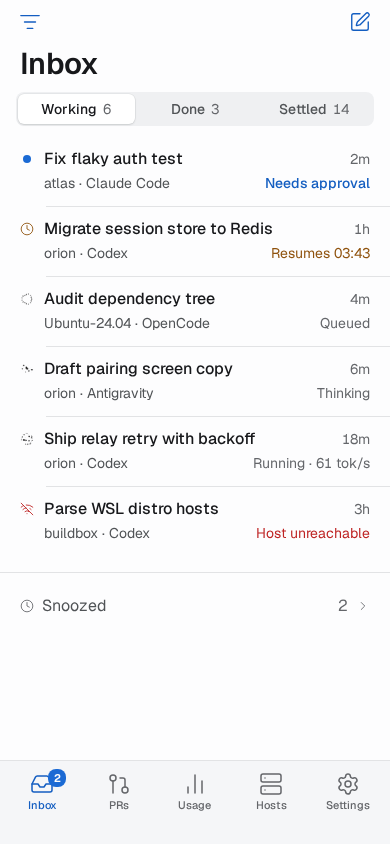 Inbox
Working 6
Done 3
Settled 14
Fix flaky auth test 2m
atlas · Claude Code Needs approval
Migrate session store to Redis 1h
orion · Codex Resumes 03:43
Audit dependency tree 4m
Ubuntu-24.04 · OpenCode Queued
Draft pairing screen copy 6m
orion · Antigravity Thinking
Ship relay retry with backoff 18m
orion · Codex Running · 61 tok/s
Parse WSL distro hosts 3h
buildbox · Codex Host unreachable
Snoozed 2
2
Inbox
PRs
Usage
Hosts
Settings